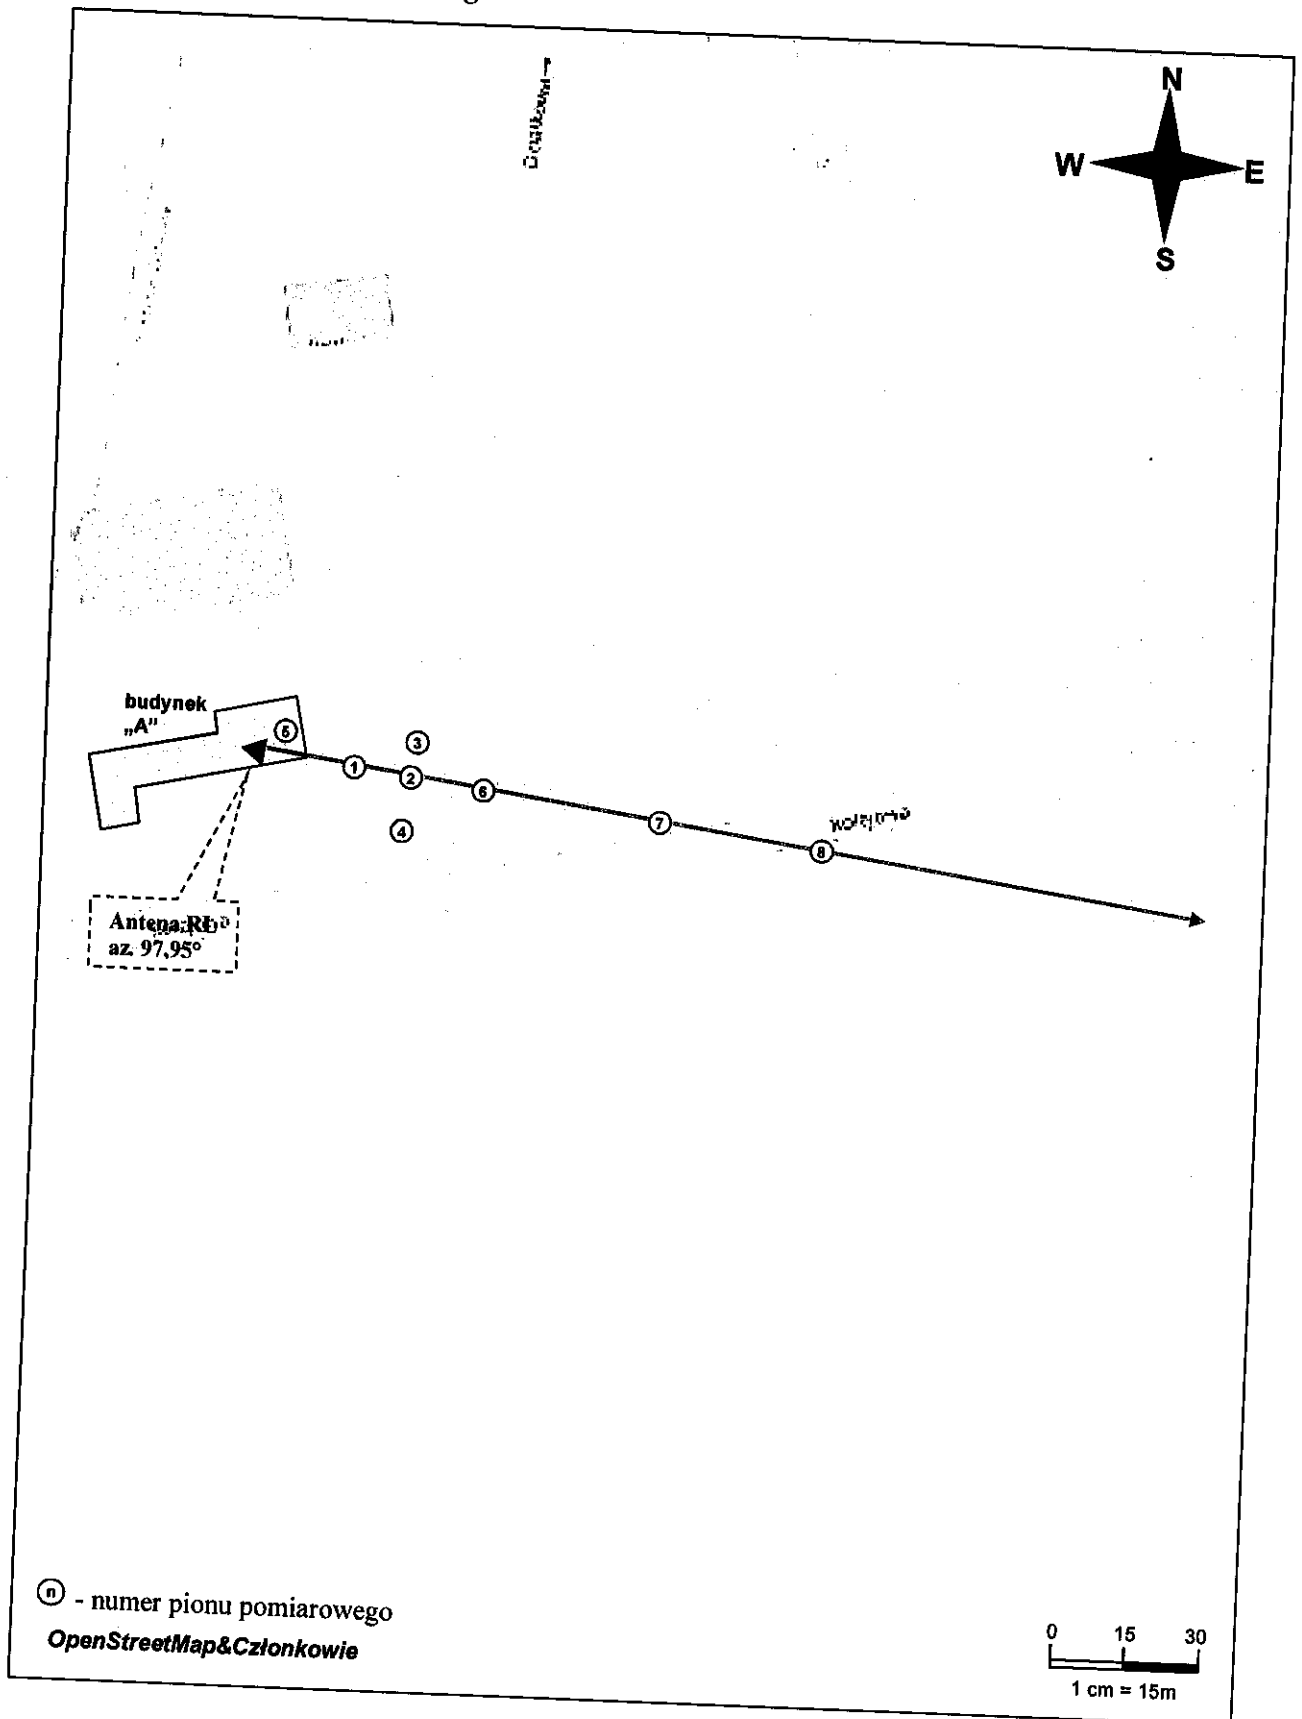 N
W
E
S
budynek
„A”
5
3
1
2
6
4
7
8
Antena RL
az. 97,95°
n - numer pionu pomiarowego
OpenStreetMap&Członkowie
0 15 30
1 cm = 15m